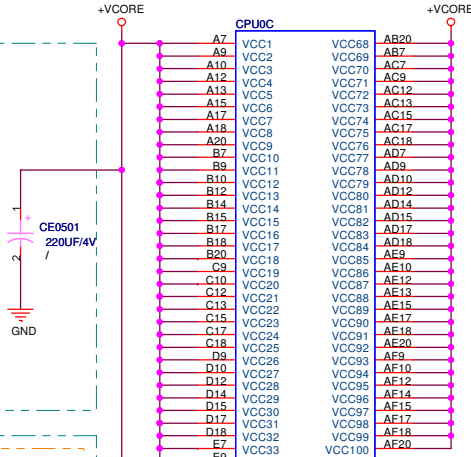 +VCORE +VCORE
CPU0C
A7 VCC1 VCC68 AB20
A9 VCC2 VCC69 AB7
A10 VCC3 VCC70 AC7
A12 VCC4 VCC71 AC9
A13 VCC5 VCC72 AC12
A15 VCC6 VCC73 AC13
A17 VCC7 VCC74 AC15
A18 VCC8 VCC75 AC17
A20 VCC9 VCC76 AC18
B7 VCC10 VCC77 AD7
B9 VCC11 VCC78 AD9
B10 VCC12 VCC79 AD10
B12 VCC13 VCC80 AD12
B14 VCC14 VCC81 AD14
B15 VCC15 VCC82 AD15
B17 VCC16 VCC83 AD17
B18 VCC17 VCC84 AD18
B20 VCC18 VCC85 AE9
C9 VCC19 VCC86 AE10
C10 VCC20 VCC87 AE12
C12 VCC21 VCC88 AE13
C13 VCC22 VCC89 AE15
C15 VCC23 VCC90 AE17
C17 VCC24 VCC91 AE18
C18 VCC25 VCC92 AE20
D9 VCC26 VCC93 AF9
D10 VCC27 VCC94 AF10
D12 VCC28 VCC95 AF12
D14 VCC29 VCC96 AF14
D15 VCC30 VCC97 AF15
D17 VCC31 VCC98 AF17
D18 VCC32 VCC99 AF18
E7 VCC33 VCC100 AF20
E9
1
+
CE0501
220UF/4V
/
2
GND